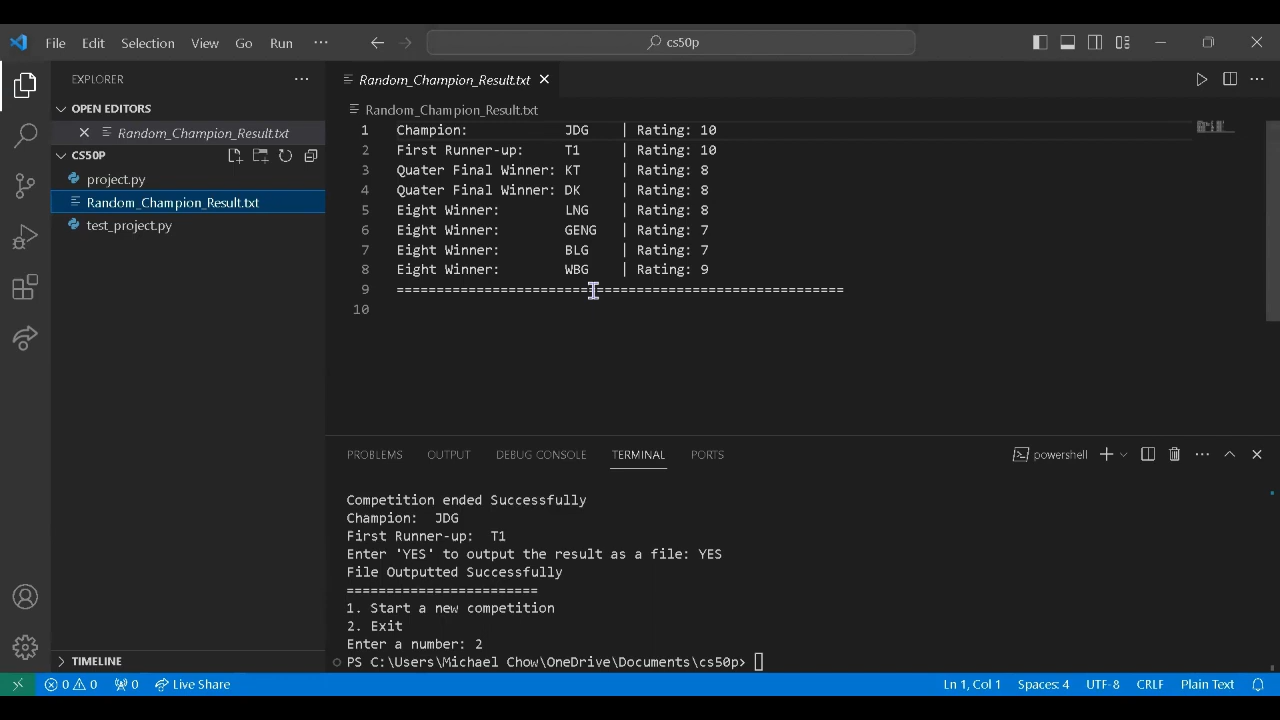 File Edit Selection View Go Run ··· cs50p
EXPLORER ···
Random_Champion_Result.txt
OPEN EDITORS
Random_Champion_Result.txt
CS50P
project.py
Random_Champion_Result.txt
test_project.py
TIMELINE
Random_Champion_Result.txt
1 Champion: JDG | Rating: 10
2 First Runner-up: T1 | Rating: 10
3 Quater Final Winner: KT | Rating: 8
4 Quater Final Winner: DK | Rating: 8
5 Eight Winner: LNG | Rating: 8
6 Eight Winner: GENG | Rating: 7
7 Eight Winner: BLG | Rating: 7
8 Eight Winner: WBG | Rating: 9
9 ========================================================
10
PROBLEMS OUTPUT DEBUG CONSOLE TERMINAL PORTS powershell
Competition ended Successfully
Champion: JDG
First Runner-up: T1
Enter 'YES' to output the result as a file: YES
File Outputted Successfully
========================
1. Start a new competition
2. Exit
Enter a number: 2
PS C:\Users\Michael Chow\OneDrive\Documents\cs50p>
0 0 0 Live Share Ln 1, Col 1 Spaces: 4 UTF-8 CRLF Plain Text